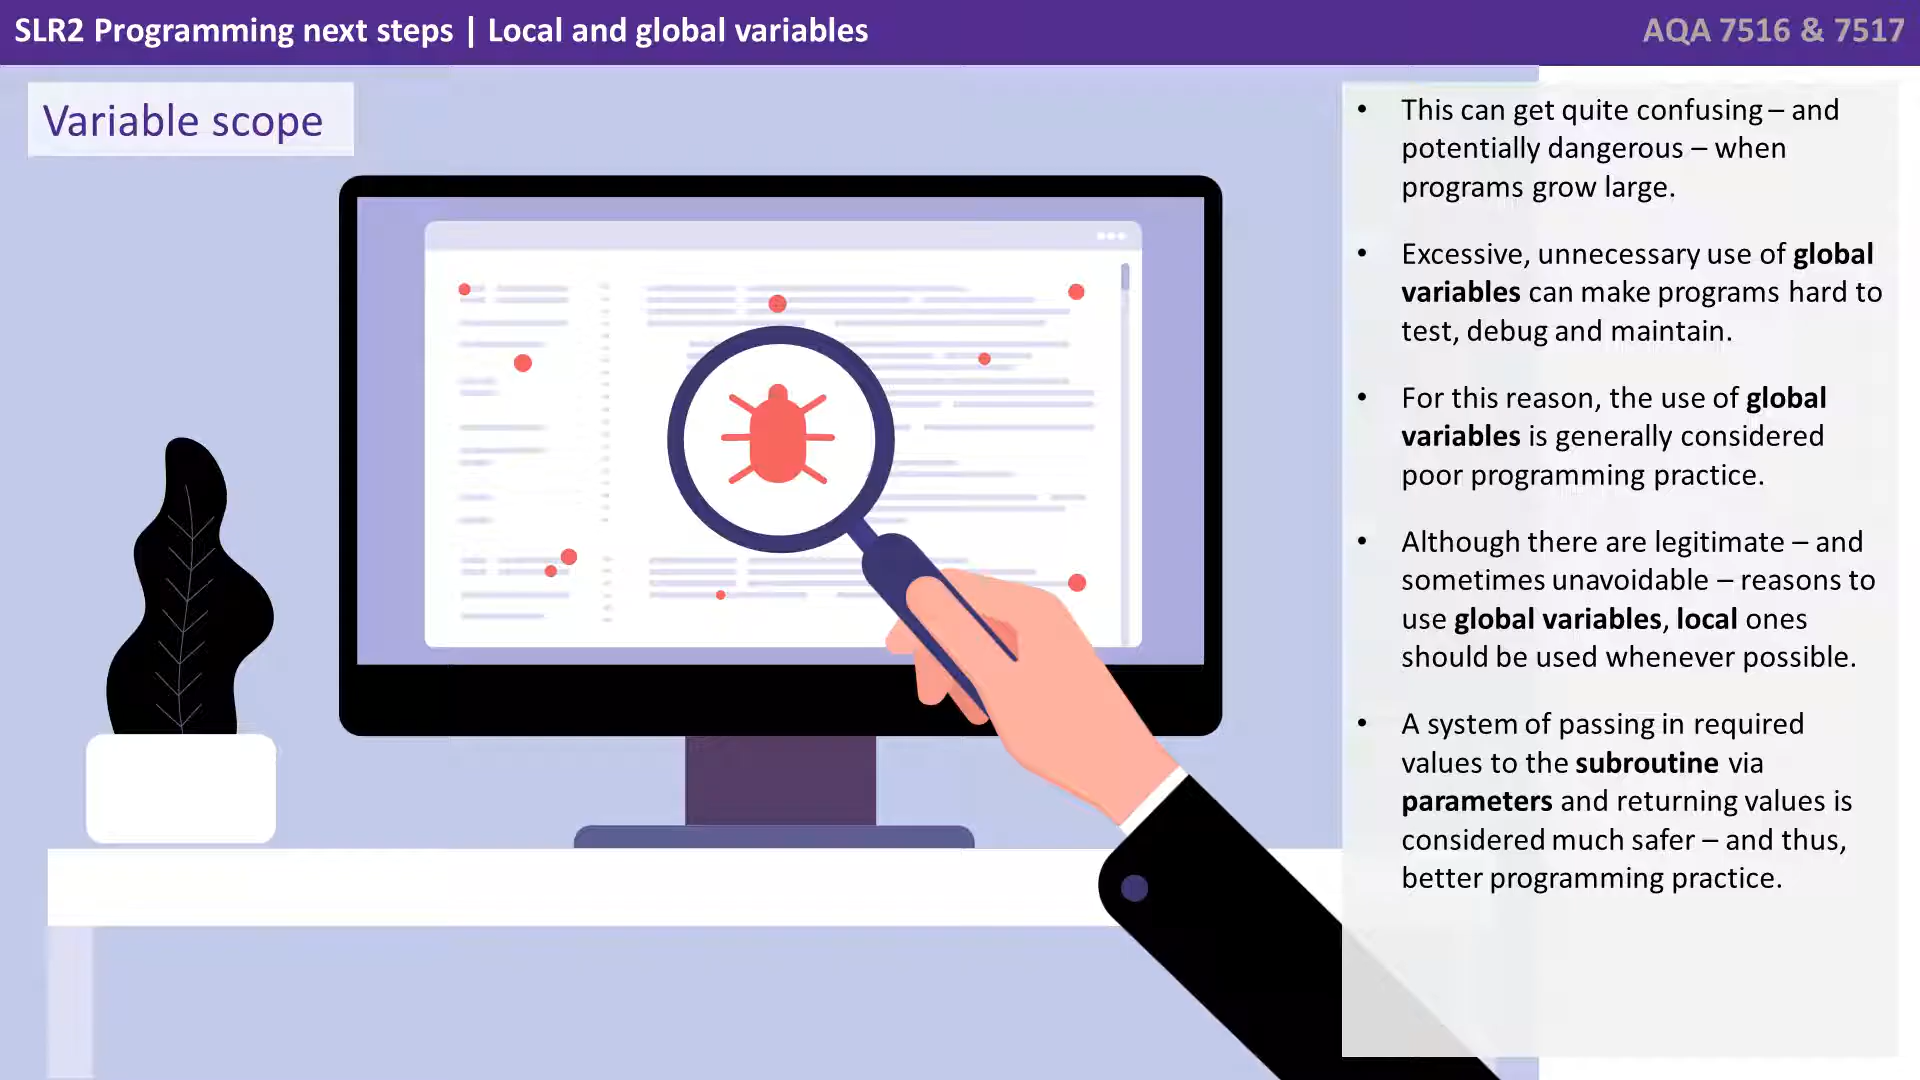 SLR2 Programming next steps | Local and global variables
AQA 7516 & 7517
Variable scope
• This can get quite confusing – and
potentially dangerous – when
programs grow large.
• Excessive, unnecessary use of global
variables can make programs hard to
test, debug and maintain.
• For this reason, the use of global
variables is generally considered
poor programming practice.
• Although there are legitimate – and
sometimes unavoidable – reasons to
use global variables, local ones
should be used whenever possible.
• A system of passing in required
values to the subroutine via
parameters and returning values is
considered much safer – and thus,
better programming practice.